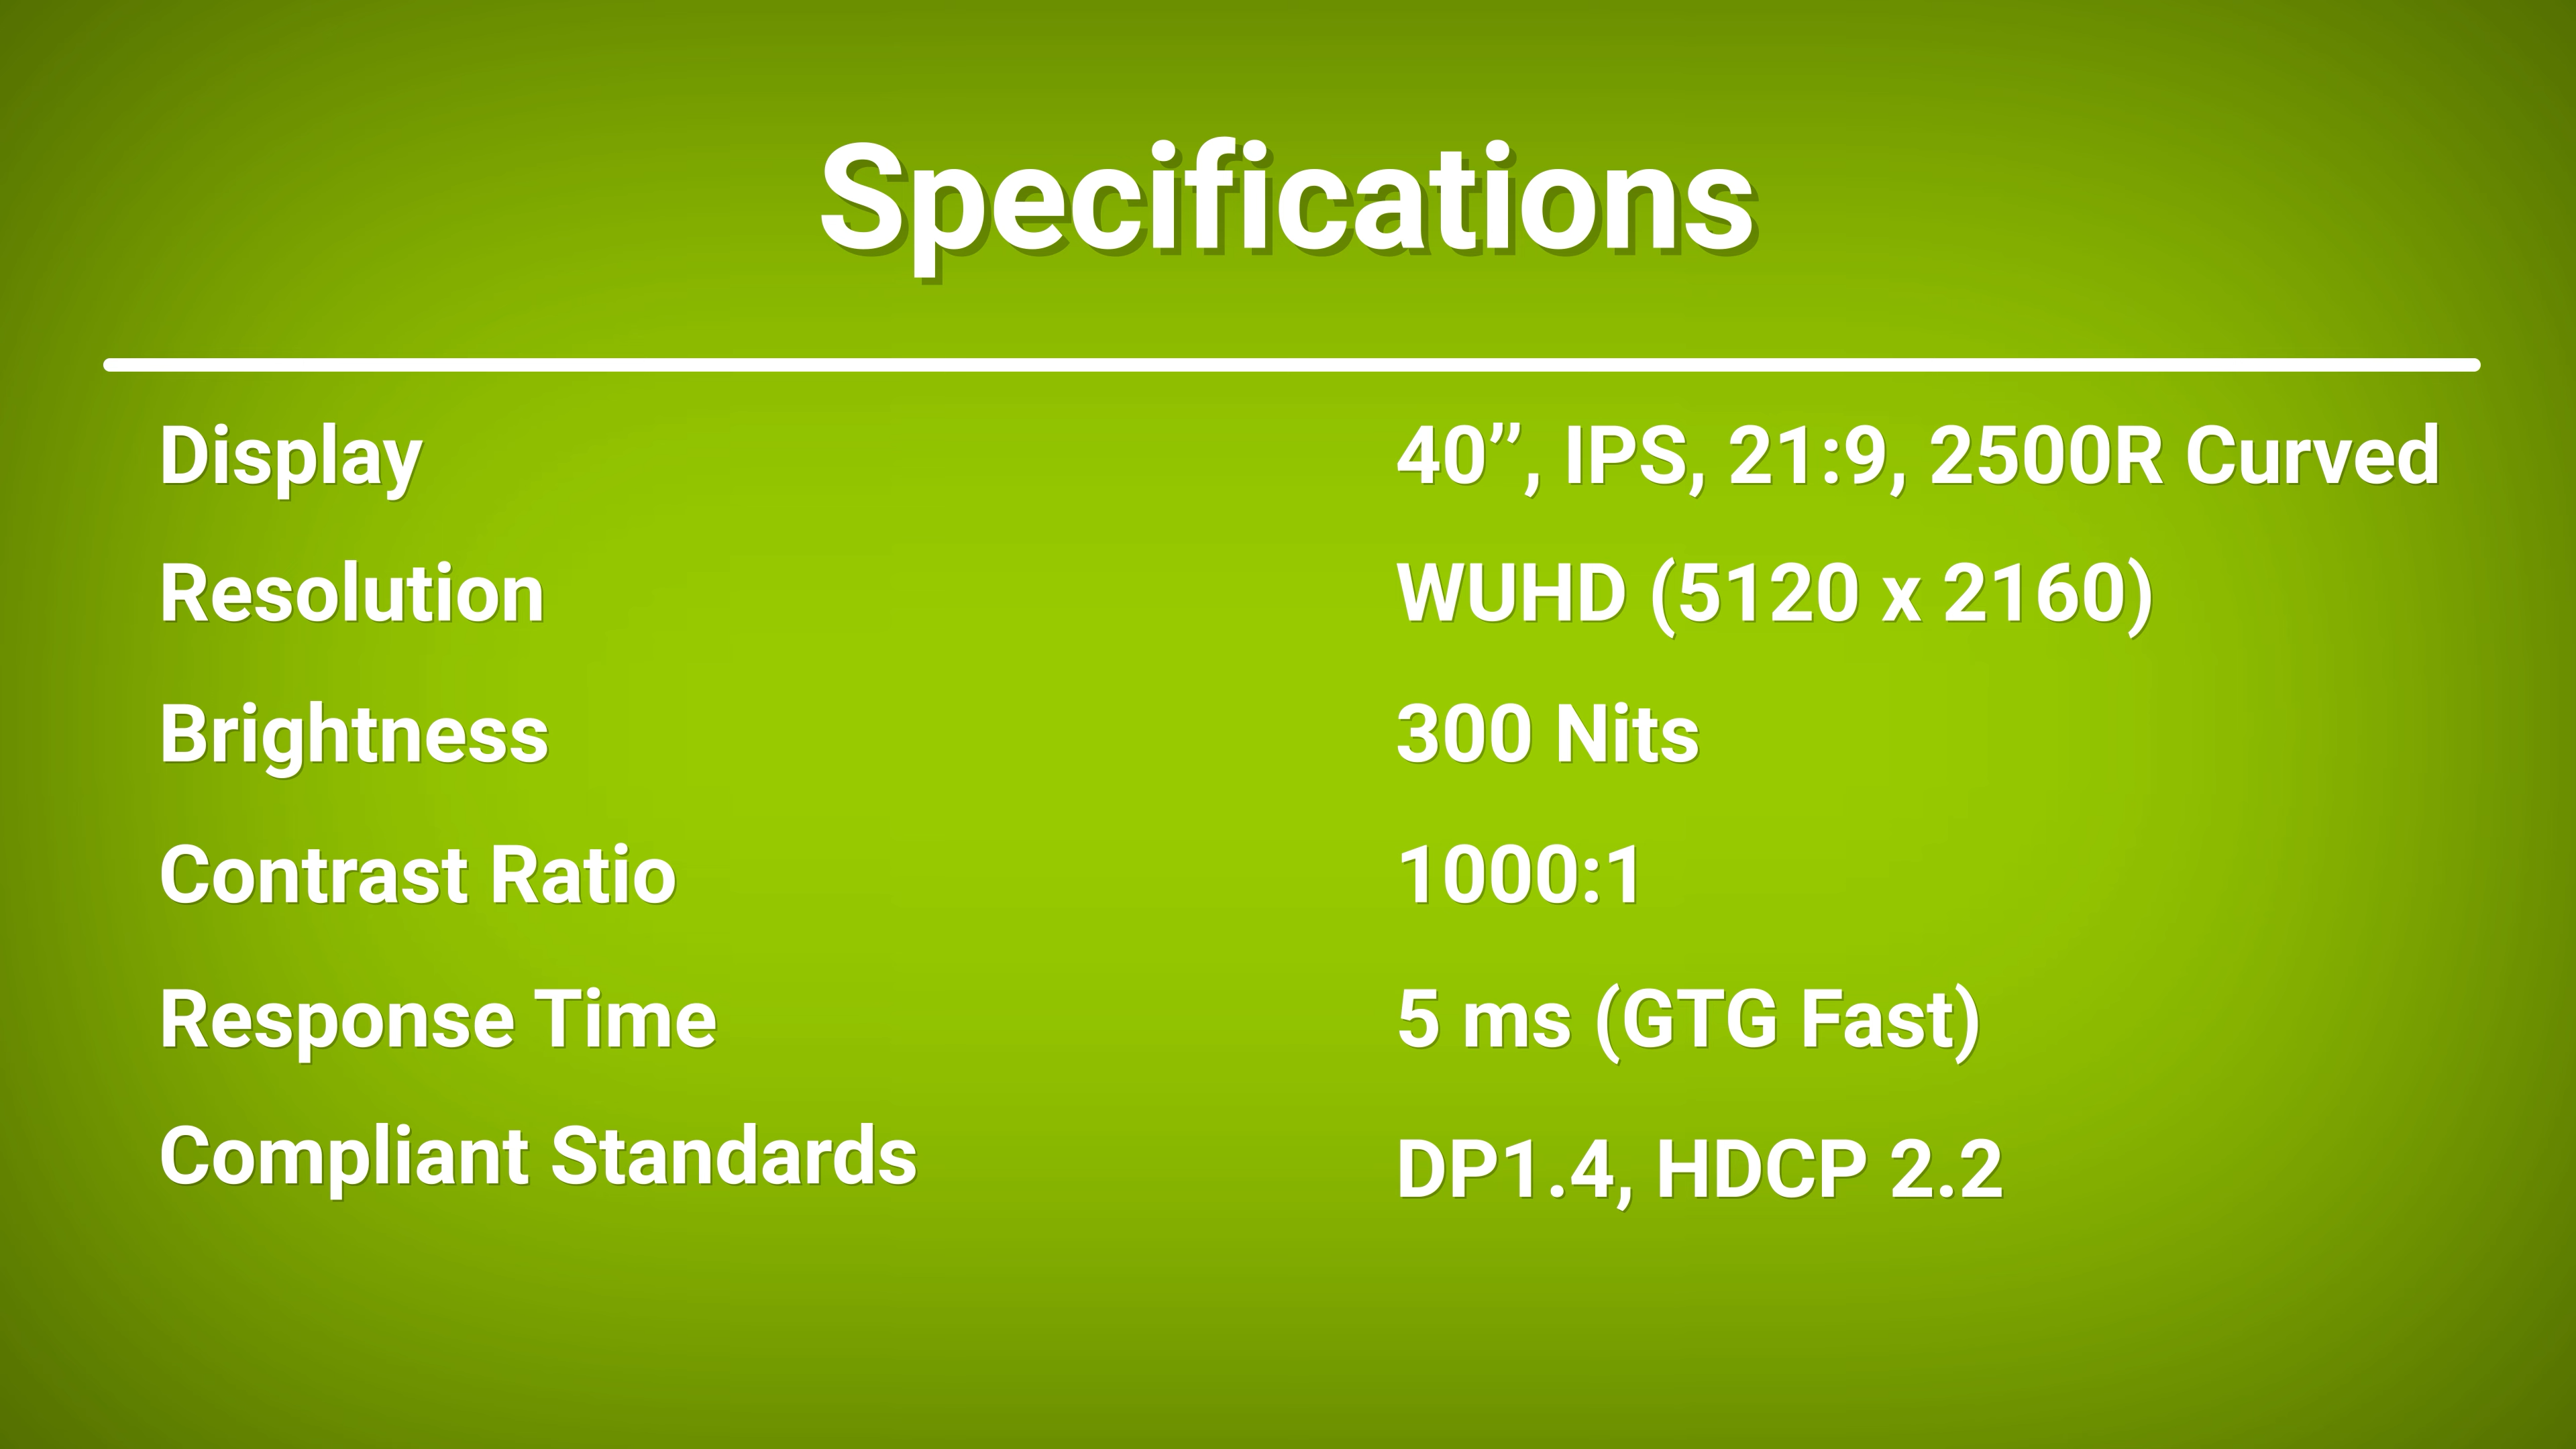 Specifications
Display 40’’, IPS, 21:9, 2500R Curved
Resolution WUHD (5120 x 2160)
Brightness 300 Nits
Contrast Ratio 1000:1
Response Time 5 ms (GTG Fast)
Compliant Standards DP1.4, HDCP 2.2